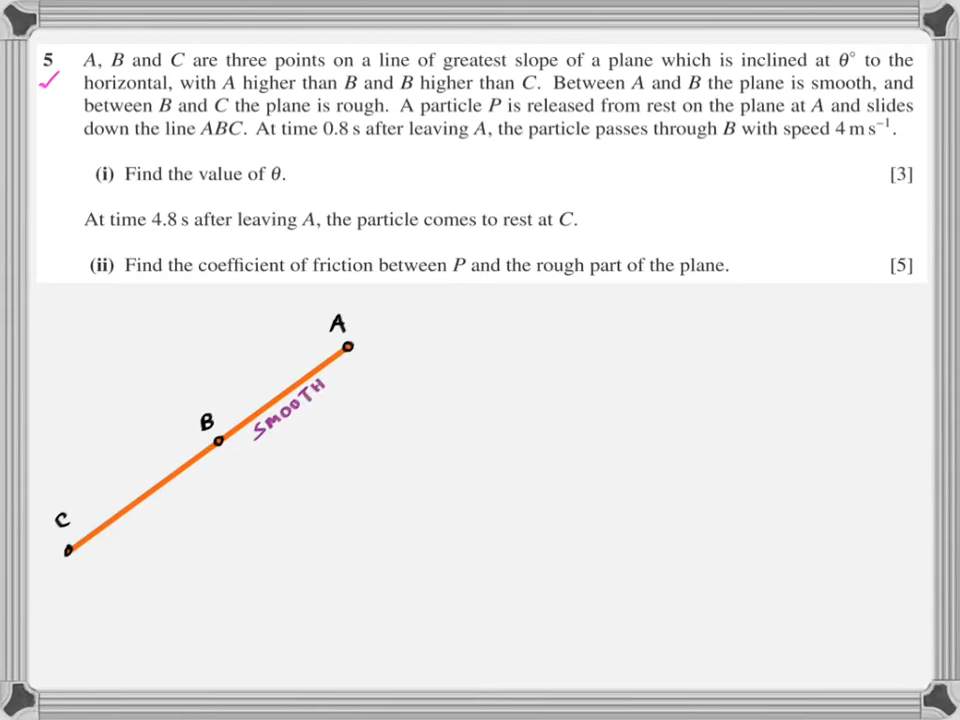 5 A, B and C are three points on a line of greatest slope of a plane which is inclined at θ° to the
horizontal, with A higher than B and B higher than C. Between A and B the plane is smooth, and
between B and C the plane is rough. A particle P is released from rest on the plane at A and slides
down the line ABC. At time 0.8 s after leaving A, the particle passes through B with speed 4 m s⁻¹.
(i) Find the value of θ. [3]
At time 4.8 s after leaving A, the particle comes to rest at C.
(ii) Find the coefficient of friction between P and the rough part of the plane. [5]
A
SMOOTH
B
C